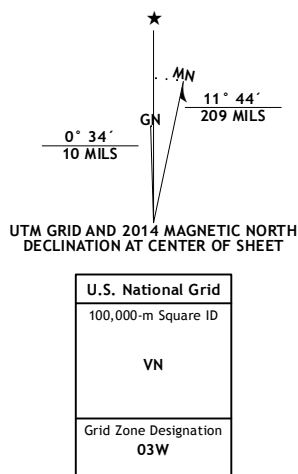 MN
11° 44´
209 MILS
GN
0° 34´
10 MILS
UTM GRID AND 2014 MAGNETIC NORTH
DECLINATION AT CENTER OF SHEET
U.S. National Grid
100,000-m Square ID
VN
Grid Zone Designation
03W